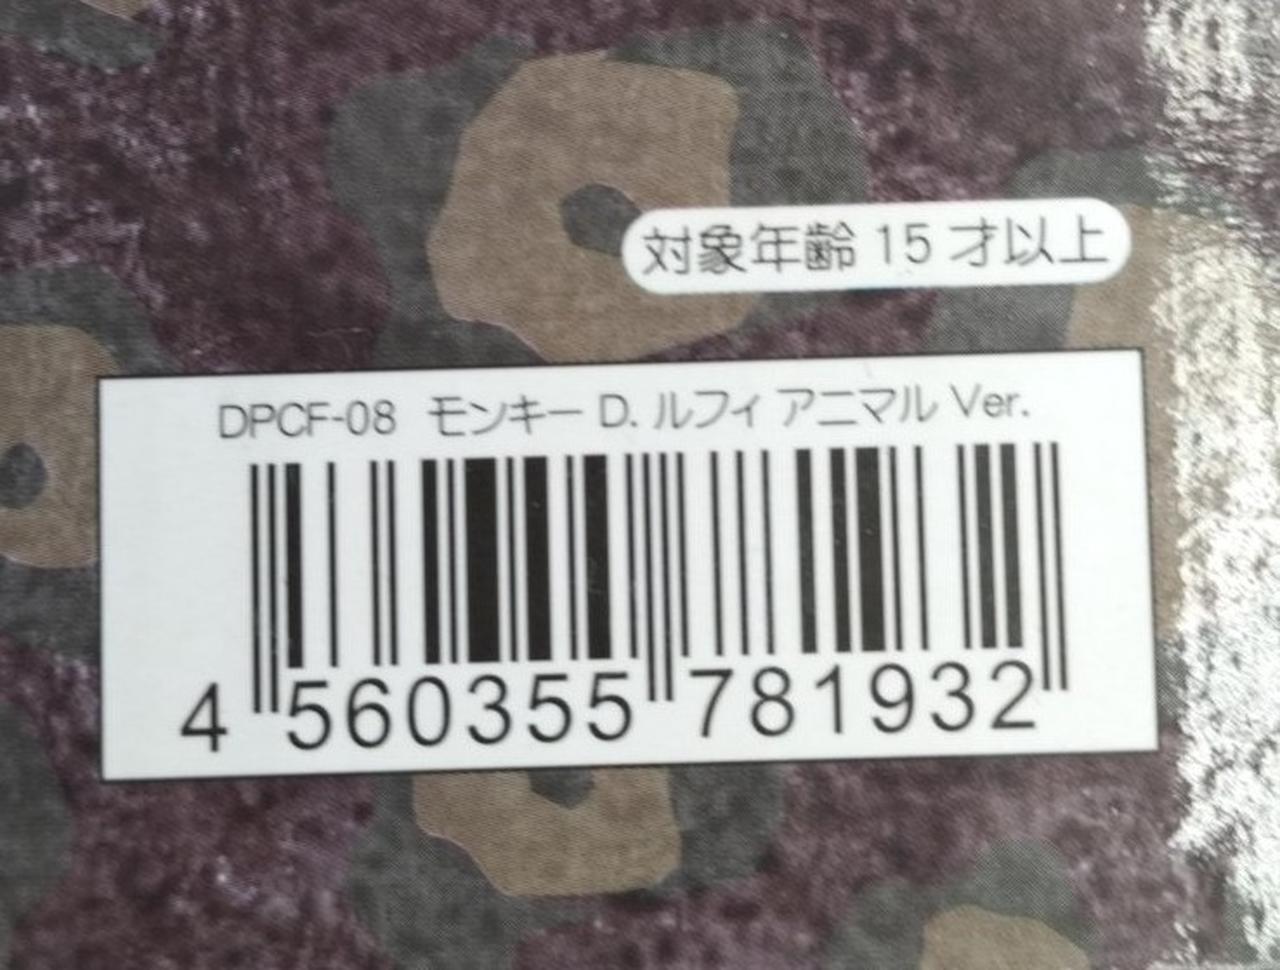 対象年齢 15 才以上
DPCF-08 モンキー D. ルフィ アニマル Ver.
4 560355 781932